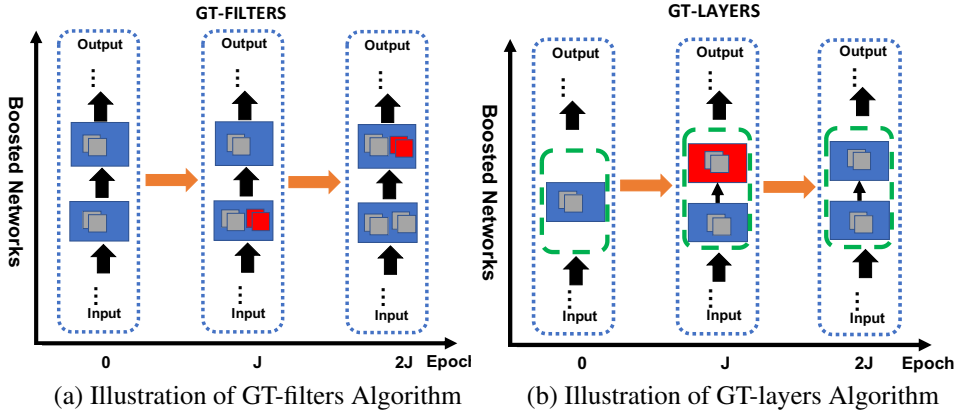 GT-FILTERS
Boosted Networks
Output
...
Input
Output
...
Input
Output
...
Input
0
J
2J
Epocl
(a) Illustration of GT-filters Algorithm
GT-LAYERS
Boosted Networks
Output
...
Input
Output
...
Input
Output
...
Input
0
J
2J
Epoch
(b) Illustration of GT-layers Algorithm